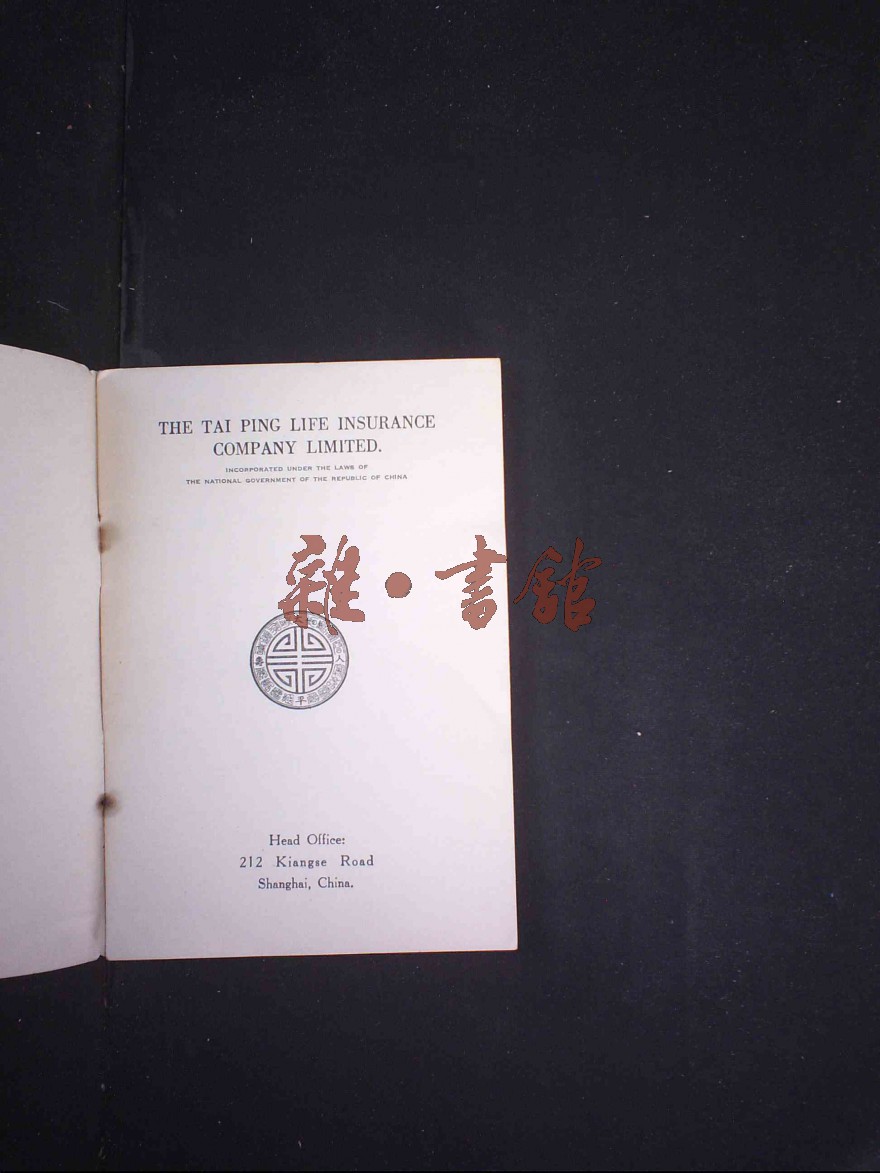 THE TAI PING LIFE INSURANCE
COMPANY LIMITED.
INCORPORATED UNDER THE LAWS OF
THE NATIONAL GOVERNMENT OF THE REPUBLIC OF CHINA
雜·書館
Head Office:
212 Kiangse Road
Shanghai, China.